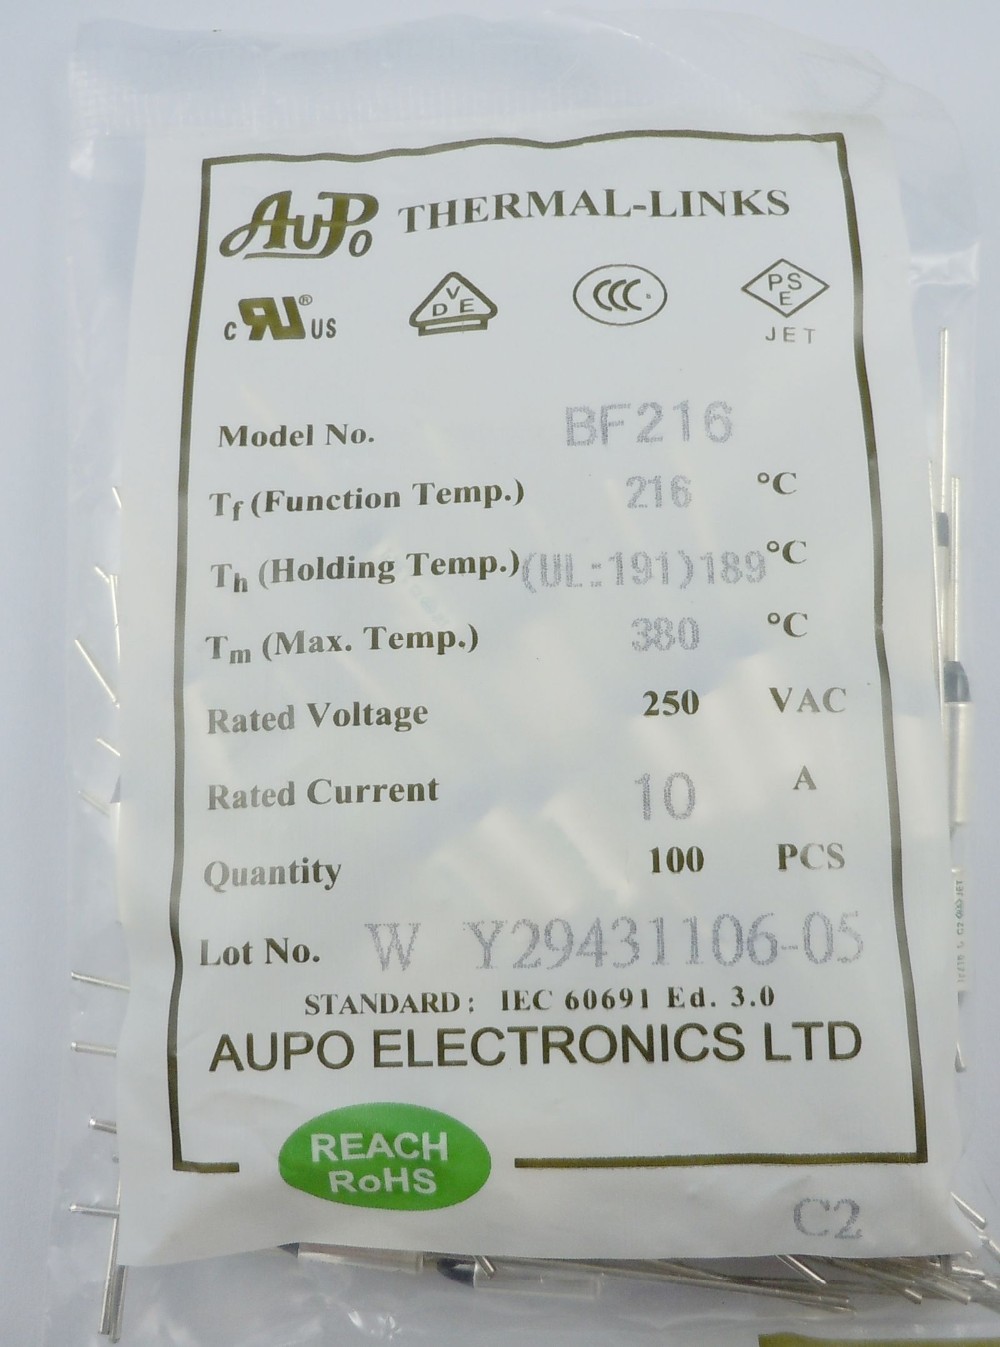 AUPO THERMAL-LINKS
C RU ® US VDE CCC PSE
JET
Model No. BF216
Tf (Function Temp.) 216 °C
Th (Holding Temp.) (UL:191)189 °C
Tm (Max. Temp.) 380 °C
Rated Voltage 250 VAC
Rated Current 10 A
Quantity 100 PCS
Lot No. W Y29431106-05
STANDARD: IEC 60691 Ed. 3.0
AUPO ELECTRONICS LTD
REACH
RoHS
C2